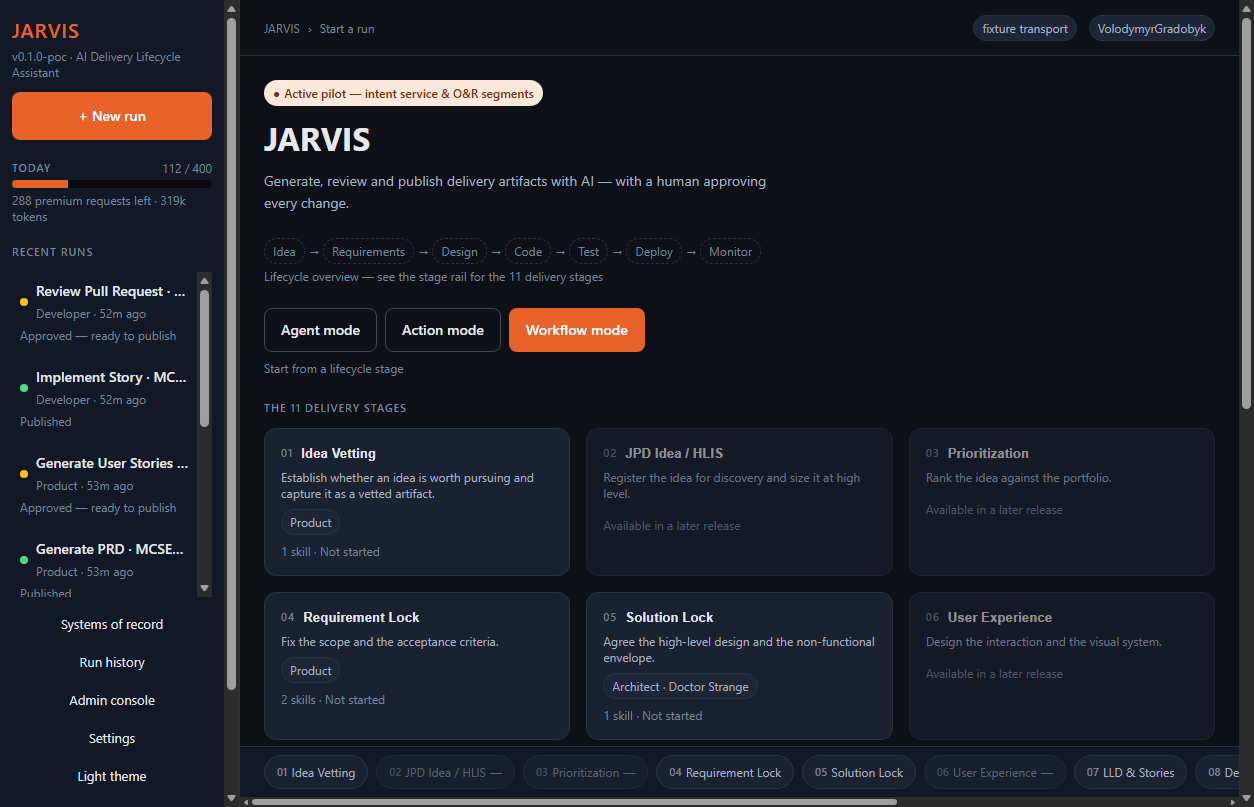 JARVIS
v0.1.0-poc · AI Delivery Lifecycle
Assistant
+ New run
TODAY 112 / 400
288 premium requests left · 319k
tokens
RECENT RUNS
Review Pull Request · ...
Developer · 52m ago
Approved — ready to publish
Implement Story · MC...
Developer · 52m ago
Published
Generate User Stories ...
Product · 53m ago
Approved — ready to publish
Generate PRD · MCSE...
Product · 53m ago
Published
Systems of record
Run history
Admin console
Settings
Light theme
JARVIS › Start a run
fixture transport
VolodymyrGradobyk
● Active pilot — intent service & O&R segments
JARVIS
Generate, review and publish delivery artifacts with AI — with a human approving
every change.
Idea → Requirements → Design → Code → Test → Deploy → Monitor
Lifecycle overview — see the stage rail for the 11 delivery stages
Agent mode
Action mode
Workflow mode
Start from a lifecycle stage
THE 11 DELIVERY STAGES
01 Idea Vetting
Establish whether an idea is worth pursuing and
capture it as a vetted artifact.
Product
1 skill · Not started
02 JPD Idea / HLIS
Register the idea for discovery and size it at high
level.
Available in a later release
03 Prioritization
Rank the idea against the portfolio.
Available in a later release
04 Requirement Lock
Fix the scope and the acceptance criteria.
Product
2 skills · Not started
05 Solution Lock
Agree the high-level design and the non-functional
envelope.
Architect · Doctor Strange
1 skill · Not started
06 User Experience
Design the interaction and the visual system.
Available in a later release
01 Idea Vetting
02 JPD Idea / HLIS —
03 Prioritization —
04 Requirement Lock
05 Solution Lock
06 User Experience —
07 LLD & Stories
08 De